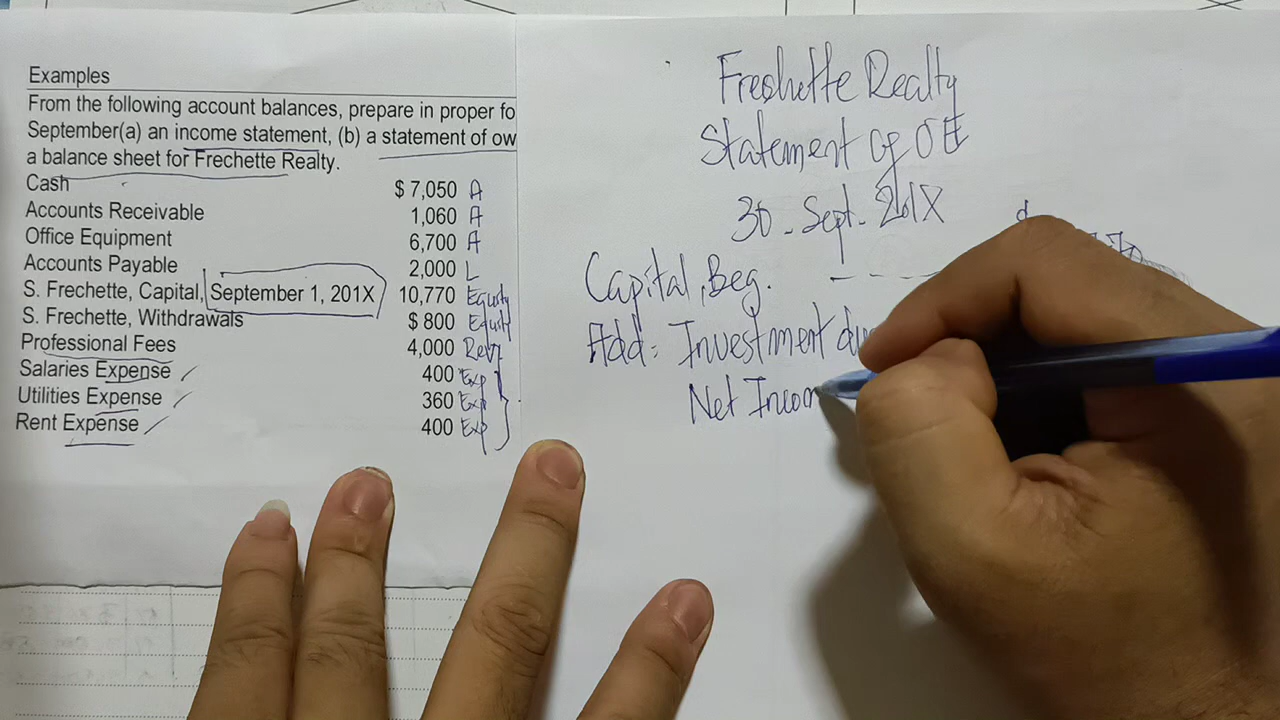 Examples
From the following account balances, prepare in proper fo
September(a) an income statement, (b) a statement of ow
a balance sheet for Frechette Realty.
Cash $ 7,050 A
Accounts Receivable 1,060 A
Office Equipment 6,700 A
Accounts Payable 2,000 L
S. Frechette, Capital, September 1, 201X 10,770 Equity
S. Frechette, Withdrawals $ 800 Equity
Professional Fees 4,000 Rev
Salaries Expense 400 Exp
Utilities Expense 360 Exp
Rent Expense 400 Exp
Freshette Realty
Statement of OE
30 - Sept - 201X
Capital, Beg.
Add: Investment du
Net Incom